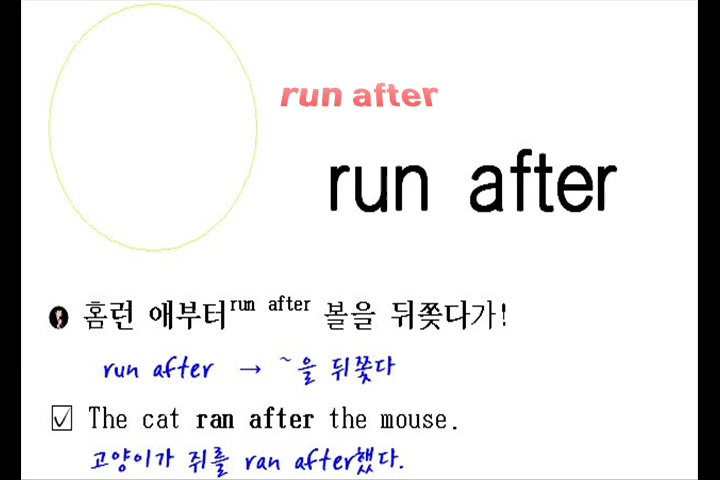 run after
run after
홈런 애부터run after 볼을 뒤쫓다가!
run after → ~을 뒤쫓다
☑ The cat ran after the mouse.
고양이가 쥐를 ran after했다.